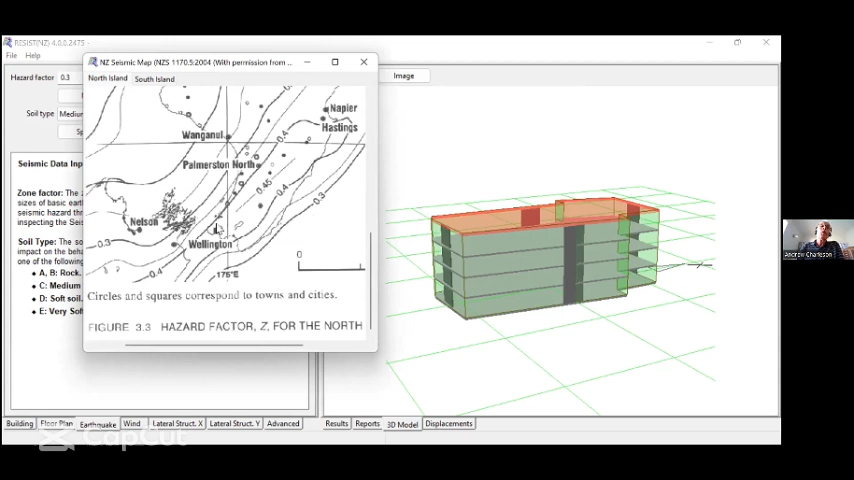 RESIST(NZ) 4.0.0.2475 -
File Help
Hazard factor 0.3
Soil type Medium
Seismic Data Inp
Zone factor: The
sizes of basic earth
seismic hazard thr
inspecting the Seis
Soil Type: The so
impact on the beha
one of the following
A, B: Rock.
C: Medium
D: Soft soil.
E: Very Sof
Building Floor Plan Earthquake Wind Lateral Struct. X Lateral Struct. Y Advanced
CapCut
NZ Seismic Map (NZS 1170.5:2004 (With permission from ...
North Island South Island
Napier
Hastings
Wanganui
0.4
Palmerston North
0.45
0.4
0.3
Nelson
Wellington
0.3
0.4
175°E
0
Circles and squares correspond to towns and cities.
FIGURE 3.3 HAZARD FACTOR, Z, FOR THE NORTH
Image
Results Reports 3D Model Displacements
Andrew Charleson